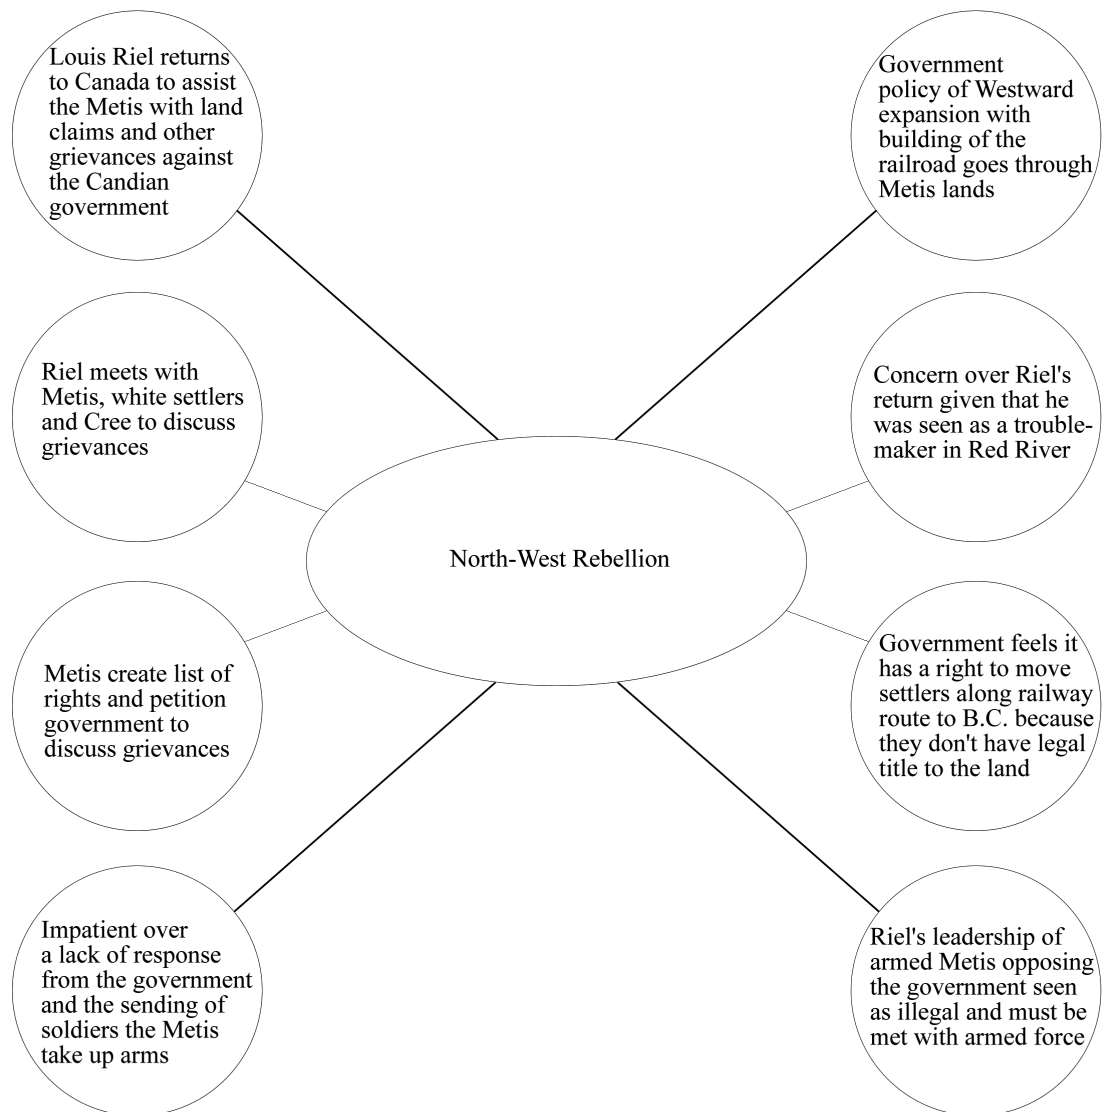 Louis Riel returns
to Canada to assist
the Metis with land
claims and other
grievances against
the Candian
government
Government
policy of Westward
expansion with
building of the
railroad goes through
Metis lands
Riel meets with
Metis, white settlers
and Cree to discuss
grievances
Concern over Riel's
return given that he
was seen as a trouble-
maker in Red River
North-West Rebellion
Metis create list of
rights and petition
government to
discuss grievances
Government feels it
has a right to move
settlers along railway
route to B.C. because
they don't have legal
title to the land
Impatient over
a lack of response
from the government
and the sending of
soldiers the Metis
take up arms
Riel's leadership of
armed Metis opposing
the government seen
as illegal and must be
met with armed force